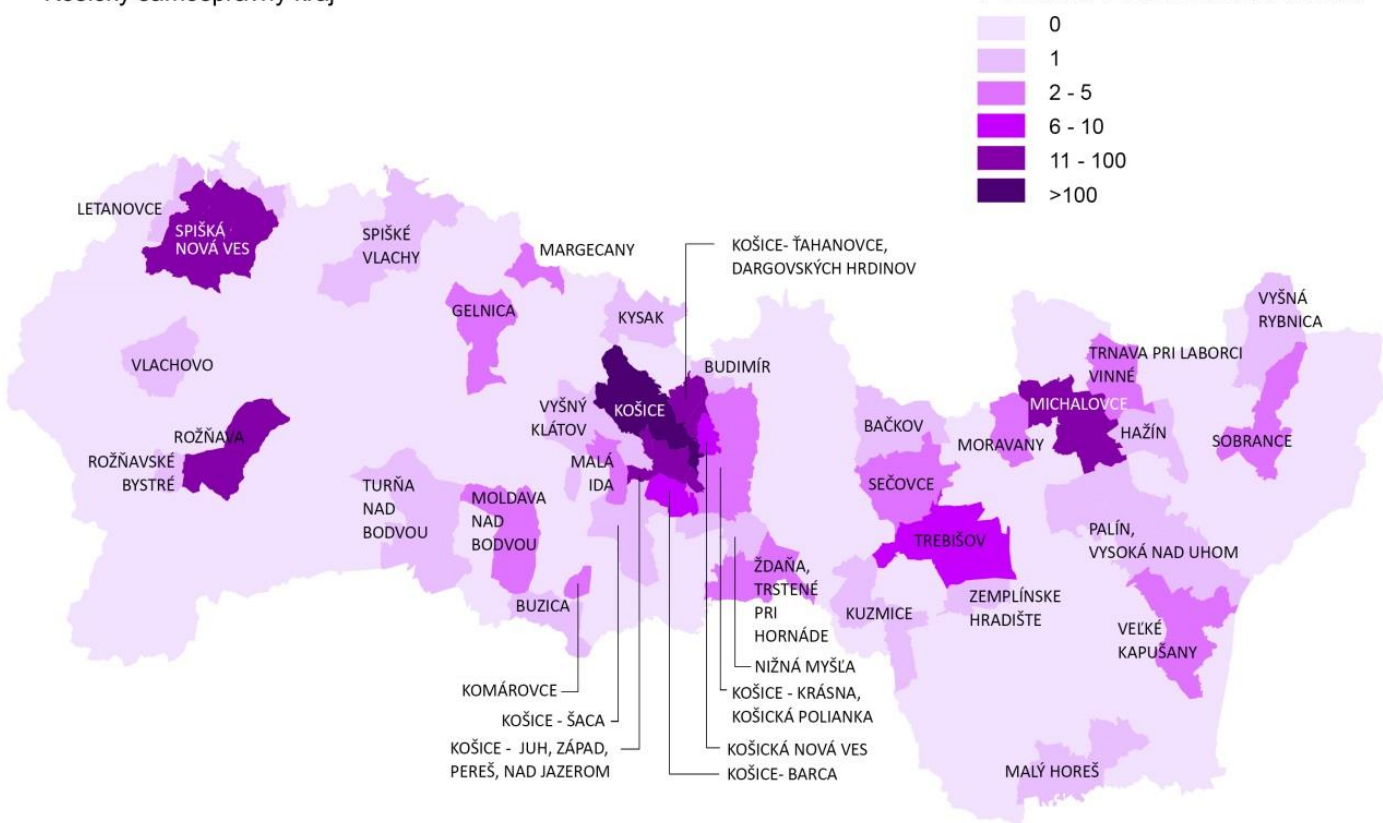 Košický samosprávny kraj
0
1
2 - 5
6 - 10
11 - 100
>100
LETANOVCE
SPIŠKÁ
NOVÁ VES
SPIŠKÉ
VLACHY
MARGECANY
KOŠICE- ŤAHANOVCE,
DARGOVSKÝCH HRDINOV
GELNICA
KYSAK
VYŠNÁ
RYBNICA
VLACHOVO
BUDIMÍR
TRNAVA PRI LABORCI
VINNÉ
VYŠNÝ
KLÁTOV
KOŠICE
MICHALOVCE
ROŽŇAVA
BAČKOV
MORAVANY
HAŽÍN
SOBRANCE
ROŽŇAVSKÉ
BYSTRÉ
MALÁ
IDA
SEČOVCE
TURŇA
NAD
BODVOU
MOLDAVA
NAD
BODVOU
TREBIŠOV
PALÍN,
VYSOKÁ NAD UHOM
ŽDAŇA,
TRSTENÉ
PRI
HORNÁDE
BUZICA
KUZMICE
ZEMPLÍNSKE
HRADIŠTE
VEĽKÉ
KAPUŠANY
NIŽNÁ MYŠĽA
KOMÁROVCE
KOŠICE - KRÁSNA,
KOŠICKÁ POLIANKA
KOŠICE - ŠACA
KOŠICE - JUH, ZÁPAD,
PEREŠ, NAD JAZEROM
KOŠICKÁ NOVÁ VES
KOŠICE- BARCA
MALÝ HOREŠ